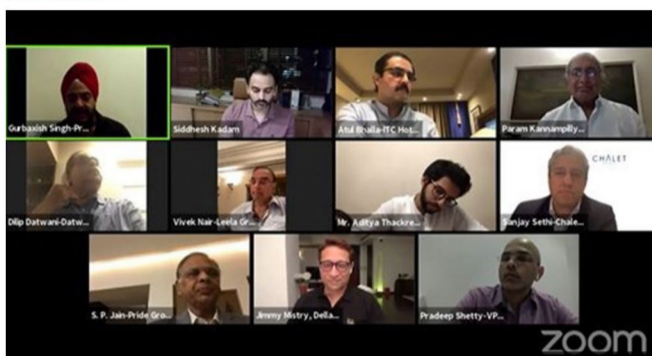 Gurbaxish Singh-Pr...
Siddhesh Kadam
Atul Bhalla-ITC Hot...
Param Kannampilly...
Dilip Datwani-Datw...
Vivek Nair-Leela Gr...
Mr. Aditya Thackre...
CHALET
Sanjay Sethi-Chale...
S. P. Jain-Pride Gro...
Jimmy Mistry, Della...
Pradeep Shetty-VP...
zoom